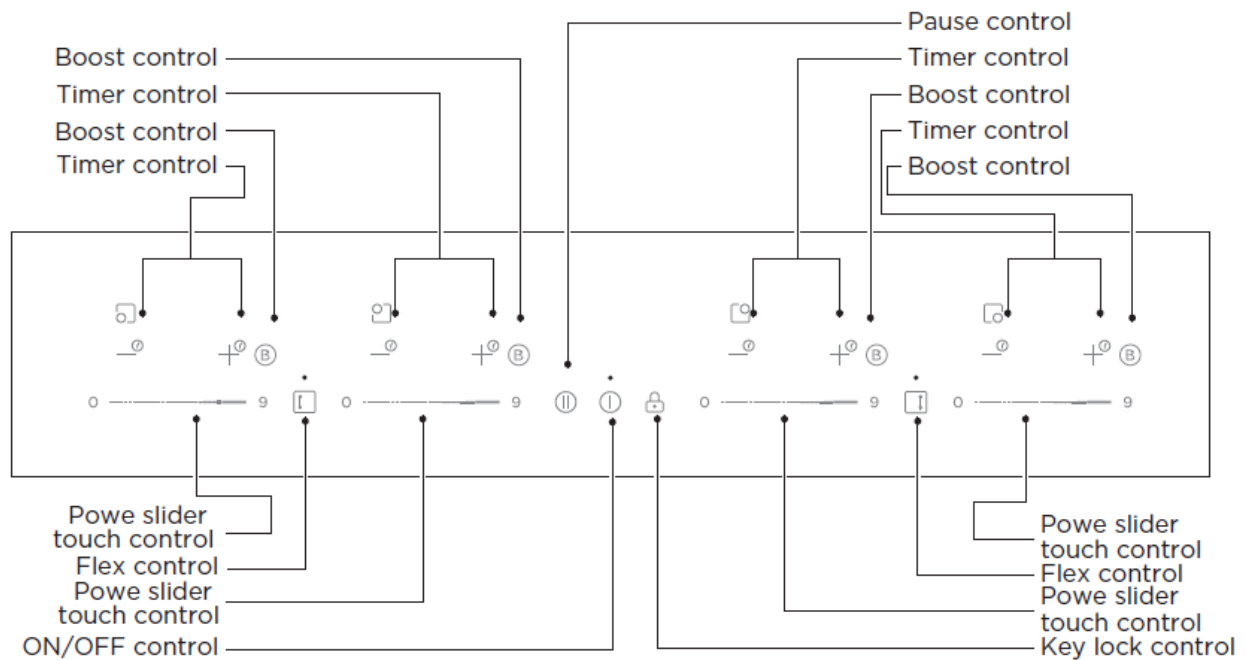 Pause control
Boost control
Timer control
Timer control
Boost control
Boost control
Timer control
Timer control
Boost control
− + B
− + B
− + B
− + B
0 9
0 9
0 9
0 9
Powe slider
touch control
Flex control
Powe slider
touch control
ON/OFF control
Powe slider
touch control
Flex control
Powe slider
touch control
Key lock control